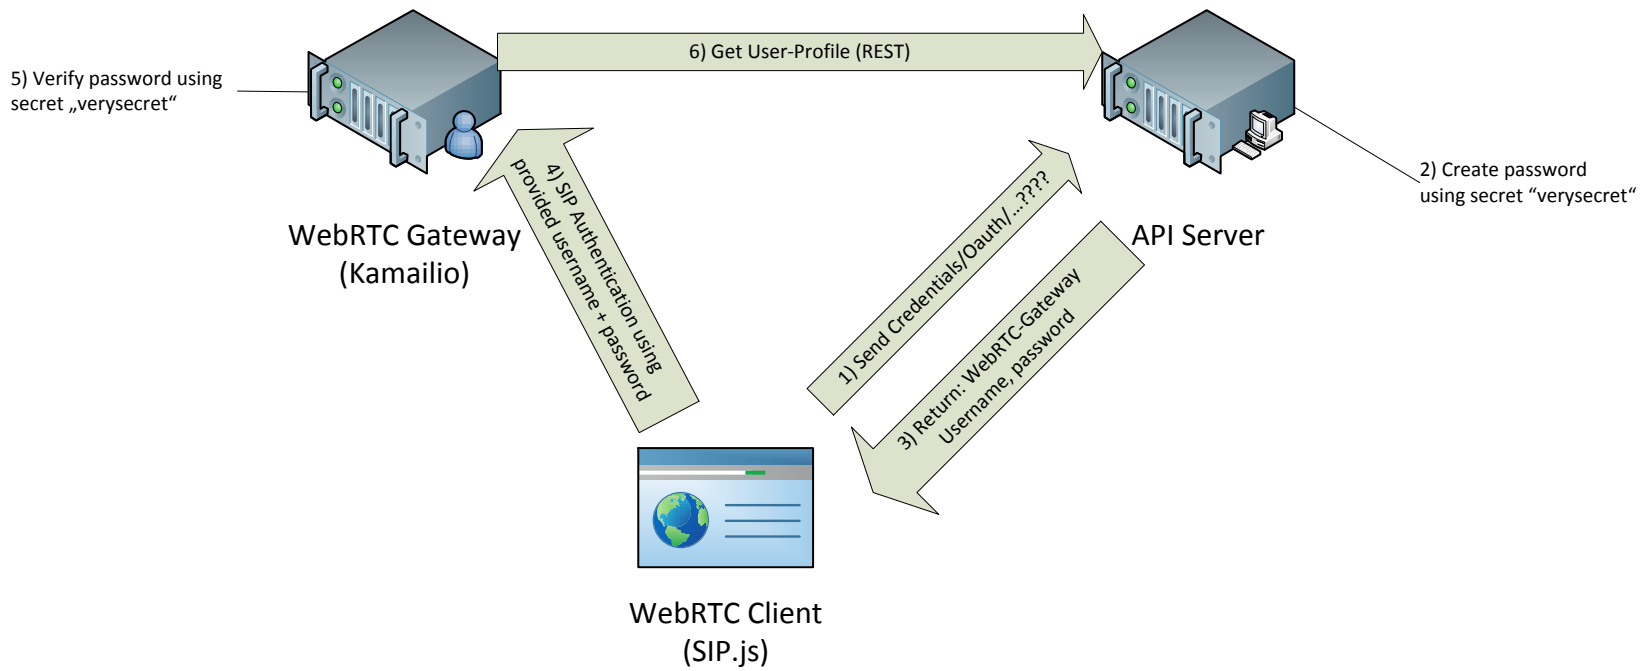 6) Get User-Profile (REST)
5) Verify password using
secret „verysecret“
2) Create password
using secret “verysecret“
WebRTC Gateway
(Kamailio)
API Server
4) SIP Authentication using
provided username + password
1) Send Credentials/Oauth/...????
3) Return: WebRTC-Gateway
Username, password
WebRTC Client
(SIP.js)